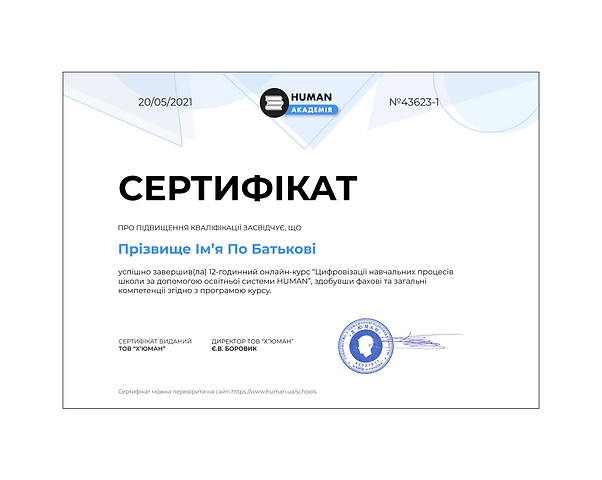 20/05/2021
HUMAN
АКАДЕМІЯ
№43623-1
СЕРТИФІКАТ
ПРО ПІДВИЩЕННЯ КВАЛІФІКАЦІЇ ЗАСВІДЧУЄ, ЩО
Прізвище Ім’я По Батькові
успішно завершив(ла) 12-годинний онлайн-курс “Цифровізації навчальних процесів
школи за допомогою освітньої системи HUMAN”, здобувши фахові та загальні
компетенції згідно з програмою курсу.
СЕРТИФІКАТ ВИДАНИЙ
ТОВ “Х’ЮМАН”
ДИРЕКТОР ТОВ “Х’ЮМАН”
Є.В. БОРОВИК
Х’ЮМАН
Сертифікат можна перевірити на сайті https://www.human.ua/schools